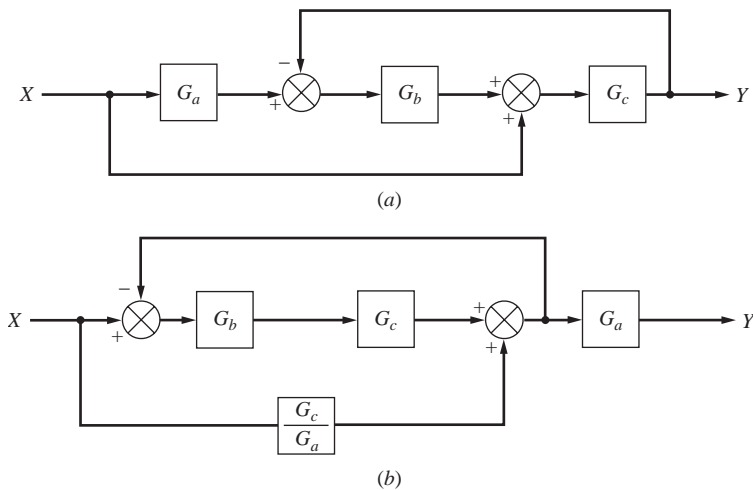 −
X G_a + G_b + G_c Y
+
(a)
−
X + G_b G_c + G_a Y
+
G_c
G_a
(b)